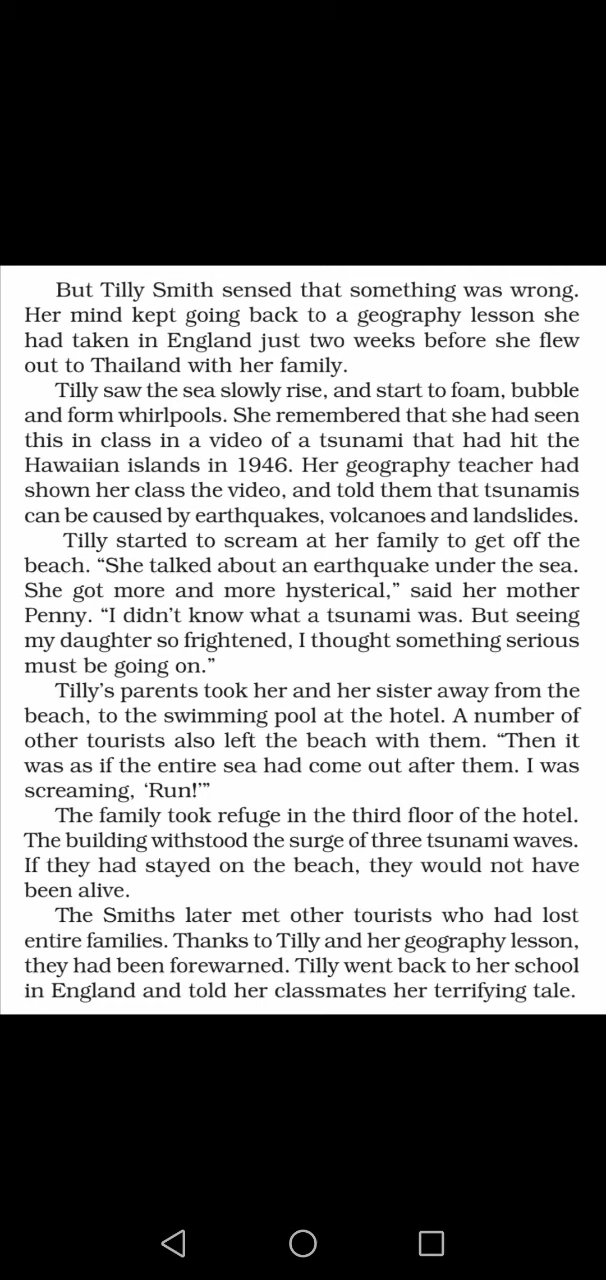 But Tilly Smith sensed that something was wrong.
Her mind kept going back to a geography lesson she
had taken in England just two weeks before she flew
out to Thailand with her family.
Tilly saw the sea slowly rise, and start to foam, bubble
and form whirlpools. She remembered that she had seen
this in class in a video of a tsunami that had hit the
Hawaiian islands in 1946. Her geography teacher had
shown her class the video, and told them that tsunamis
can be caused by earthquakes, volcanoes and landslides.
Tilly started to scream at her family to get off the
beach. “She talked about an earthquake under the sea.
She got more and more hysterical,” said her mother
Penny. “I didn’t know what a tsunami was. But seeing
my daughter so frightened, I thought something serious
must be going on.”
Tilly’s parents took her and her sister away from the
beach, to the swimming pool at the hotel. A number of
other tourists also left the beach with them. “Then it
was as if the entire sea had come out after them. I was
screaming, ‘Run!’”
The family took refuge in the third floor of the hotel.
The building withstood the surge of three tsunami waves.
If they had stayed on the beach, they would not have
been alive.
The Smiths later met other tourists who had lost
entire families. Thanks to Tilly and her geography lesson,
they had been forewarned. Tilly went back to her school
in England and told her classmates her terrifying tale.